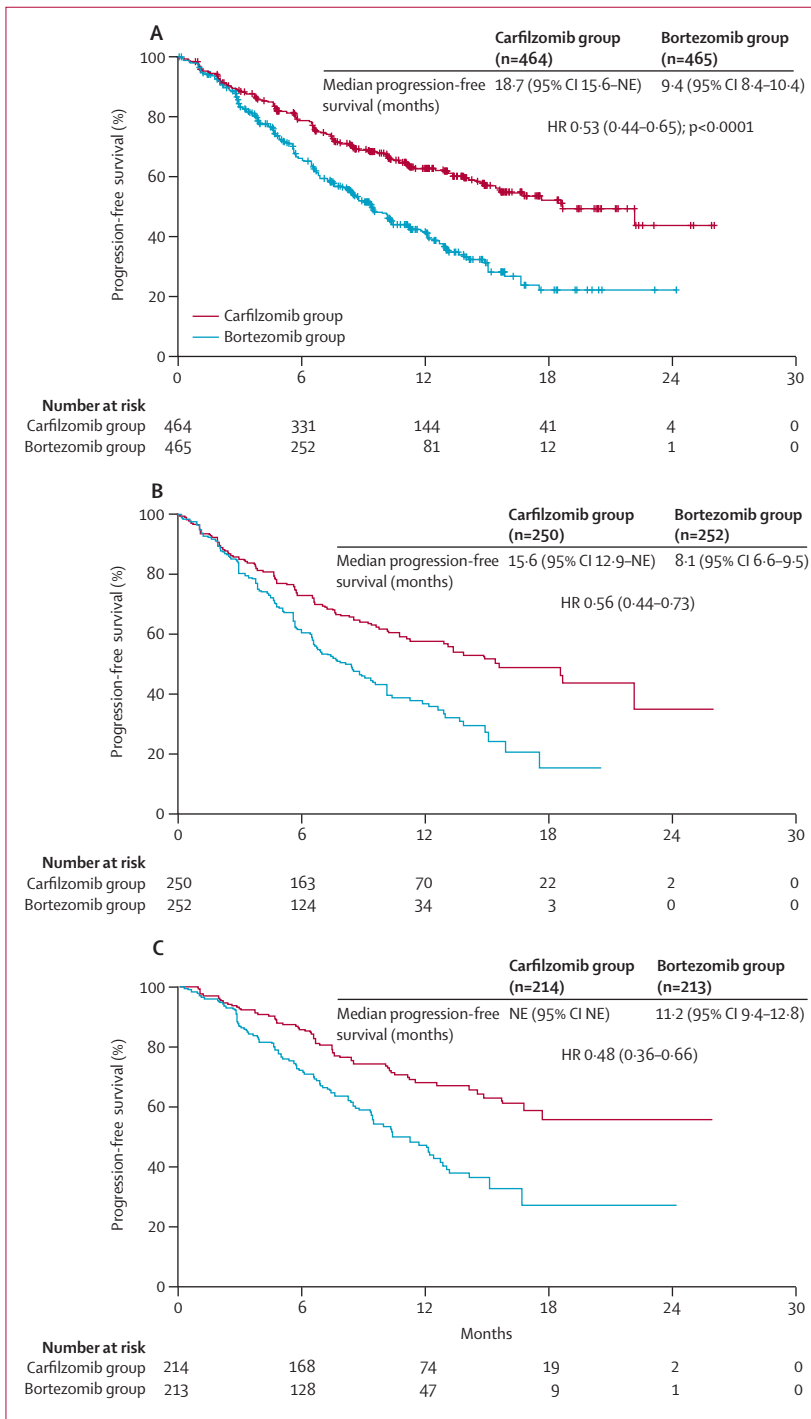 A
Carfilzomib group (n=464)
Bortezomib group (n=465)
Median progression-free survival (months)
18·7 (95% CI 15·6–NE)
9·4 (95% CI 8·4–10·4)
HR 0·53 (0·44–0·65); p<0·0001
Progression-free survival (%)
100
80
60
40
20
0
Carfilzomib group
Bortezomib group
0 6 12 18 24 30
Number at risk
Carfilzomib group 464 331 144 41 4 0
Bortezomib group 465 252 81 12 1 0
B
Carfilzomib group (n=250)
Bortezomib group (n=252)
Median progression-free survival (months)
15·6 (95% CI 12·9–NE)
8·1 (95% CI 6·6–9·5)
HR 0·56 (0·44–0·73)
Progression-free survival (%)
100
80
60
40
20
0
0 6 12 18 24 30
Number at risk
Carfilzomib group 250 163 70 22 2 0
Bortezomib group 252 124 34 3 0 0
C
Carfilzomib group (n=214)
Bortezomib group (n=213)
Median progression-free survival (months)
NE (95% CI NE)
11·2 (95% CI 9·4–12·8)
HR 0·48 (0·36–0·66)
Progression-free survival (%)
100
80
60
40
20
0
0 6 12 18 24 30
Months
Number at risk
Carfilzomib group 214 168 74 19 2 0
Bortezomib group 213 128 47 9 1 0